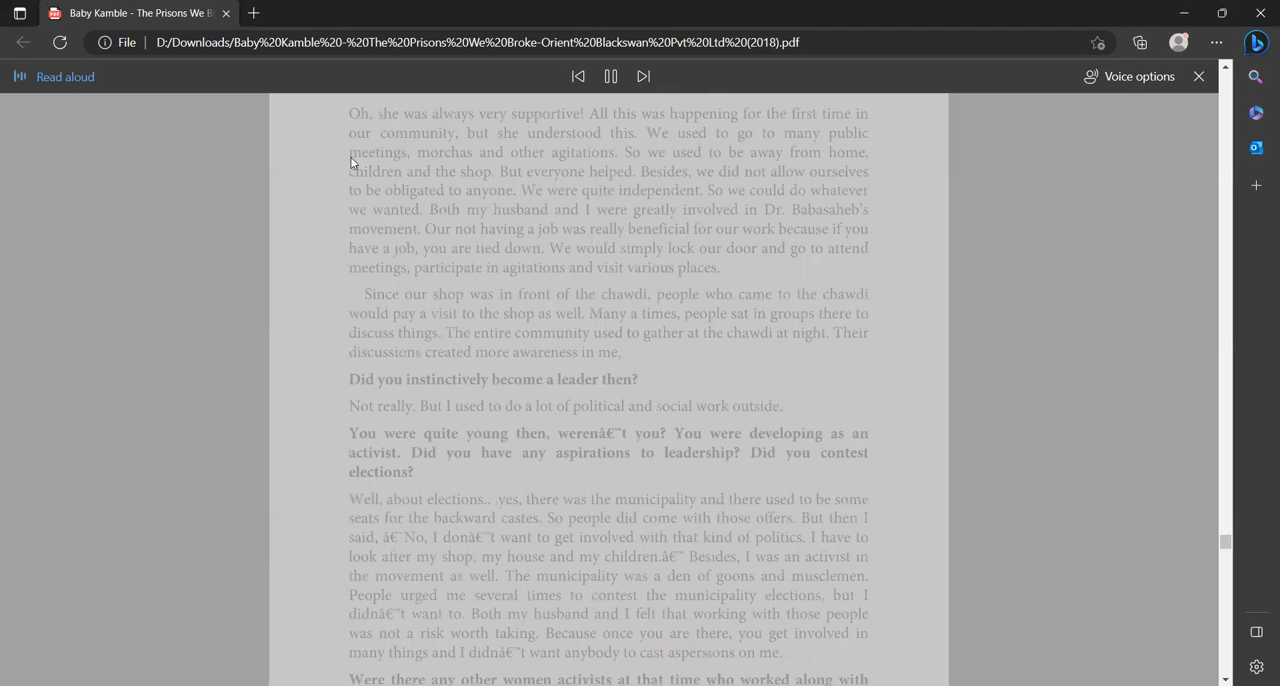 Baby Kamble - The Prisons We B
File D:/Downloads/Baby%20Kamble%20-%20The%20Prisons%20We%20Broke-Orient%20Blackswan%20Pvt%20Ltd%20(2018).pdf
Read aloud
Voice options
Oh, she was always very supportive! All this was happening for the first time in
our community, but she understood this. We used to go to many public
meetings, morchas and other agitations. So we used to be away from home,
children and the shop. But everyone helped. Besides, we did not allow ourselves
to be obligated to anyone. We were quite independent. So we could do whatever
we wanted. Both my husband and I were greatly involved in Dr. Babasaheb's
movement. Our not having a job was really beneficial for our work because if you
have a job, you are tied down. We would simply lock our door and go to attend
meetings, participate in agitations and visit various places.
Since our shop was in front of the chawdi, people who came to the chawdi
would pay a visit to the shop as well. Many a times, people sat in groups there to
discuss things. The entire community used to gather at the chawdi at night. Their
discussions created more awareness in me,
Did you instinctively become a leader then?
Not really. But I used to do a lot of political and social work outside.
You were quite young then, werenâ€™t you? You were developing as an
activist. Did you have any aspirations to leadership? Did you contest
elections?
Well, about elections.. .yes, there was the municipality and there used to be some
seats for the backward castes. So people did come with those offers. But then I
said, â€˜No, I donâ€™t want to get involved with that kind of politics. I have to
look after my shop, my house and my children.â€™ Besides, I was an activist in
the movement as well. The municipality was a den of goons and musclemen.
People urged me several times to contest the municipality elections, but I
didnâ€™t want to. Both my husband and I felt that working with those people
was not a risk worth taking. Because once you are there, you get involved in
many things and I didnâ€™t want anybody to cast aspersions on me.
Were there any other women activists at that time who worked along with